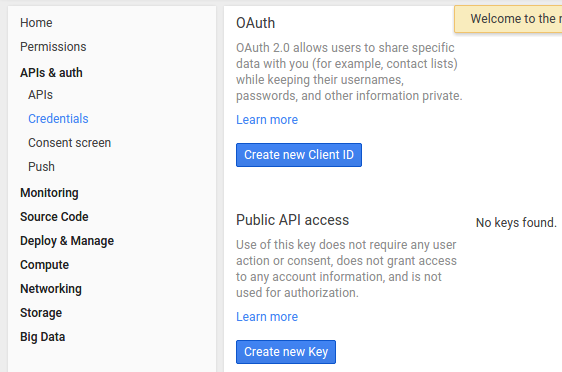 Home
Permissions
APIs & auth
APIs
Credentials
Consent screen
Push
Monitoring
Source Code
Deploy & Manage
Compute
Networking
Storage
Big Data
OAuth
OAuth 2.0 allows users to share specific
data with you (for example, contact lists)
while keeping their usernames,
passwords, and other information private.
Learn more
Create new Client ID
Public API access
Use of this key does not require any user
action or consent, does not grant access
to any account information, and is not
used for authorization.
Learn more
Create new Key
Welcome to the
No keys found.